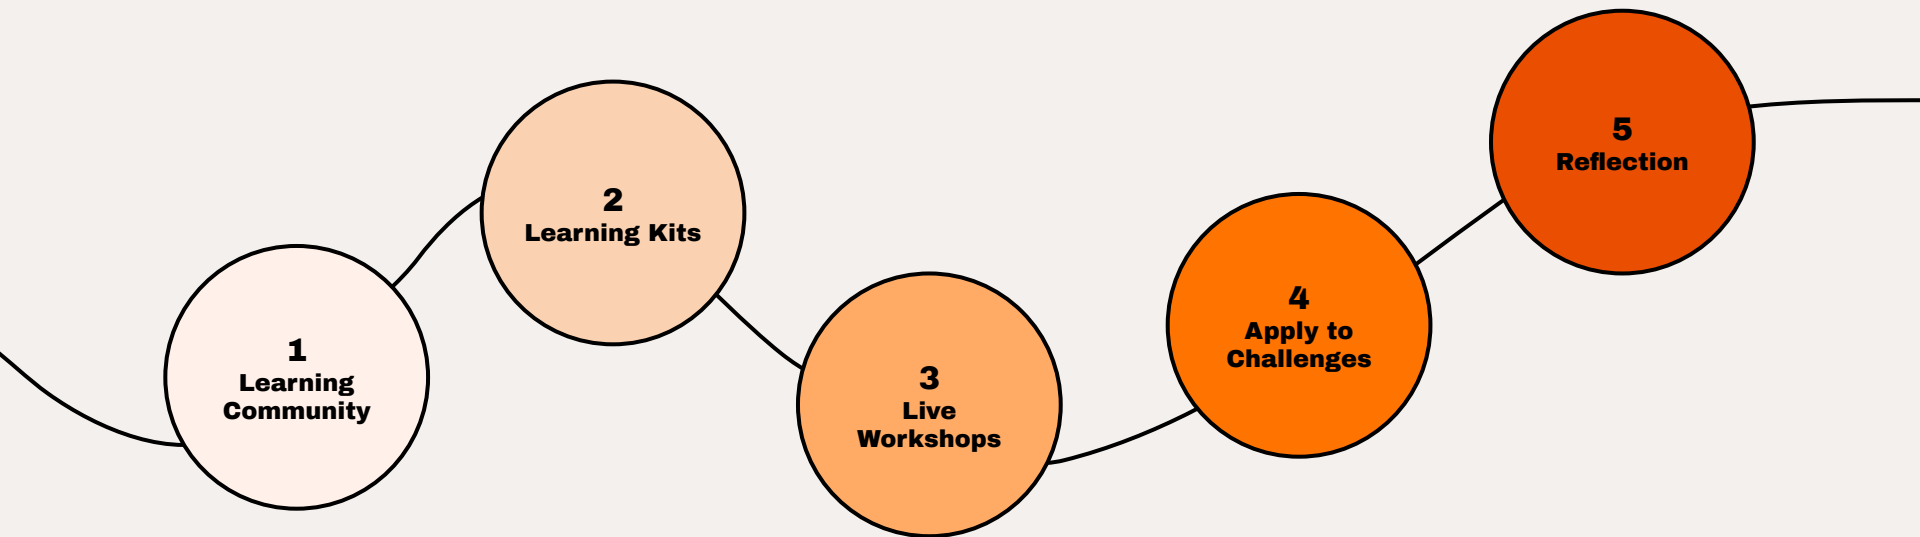 1
Learning
Community
2
Learning Kits
3
Live
Workshops
4
Apply to
Challenges
5
Reflection